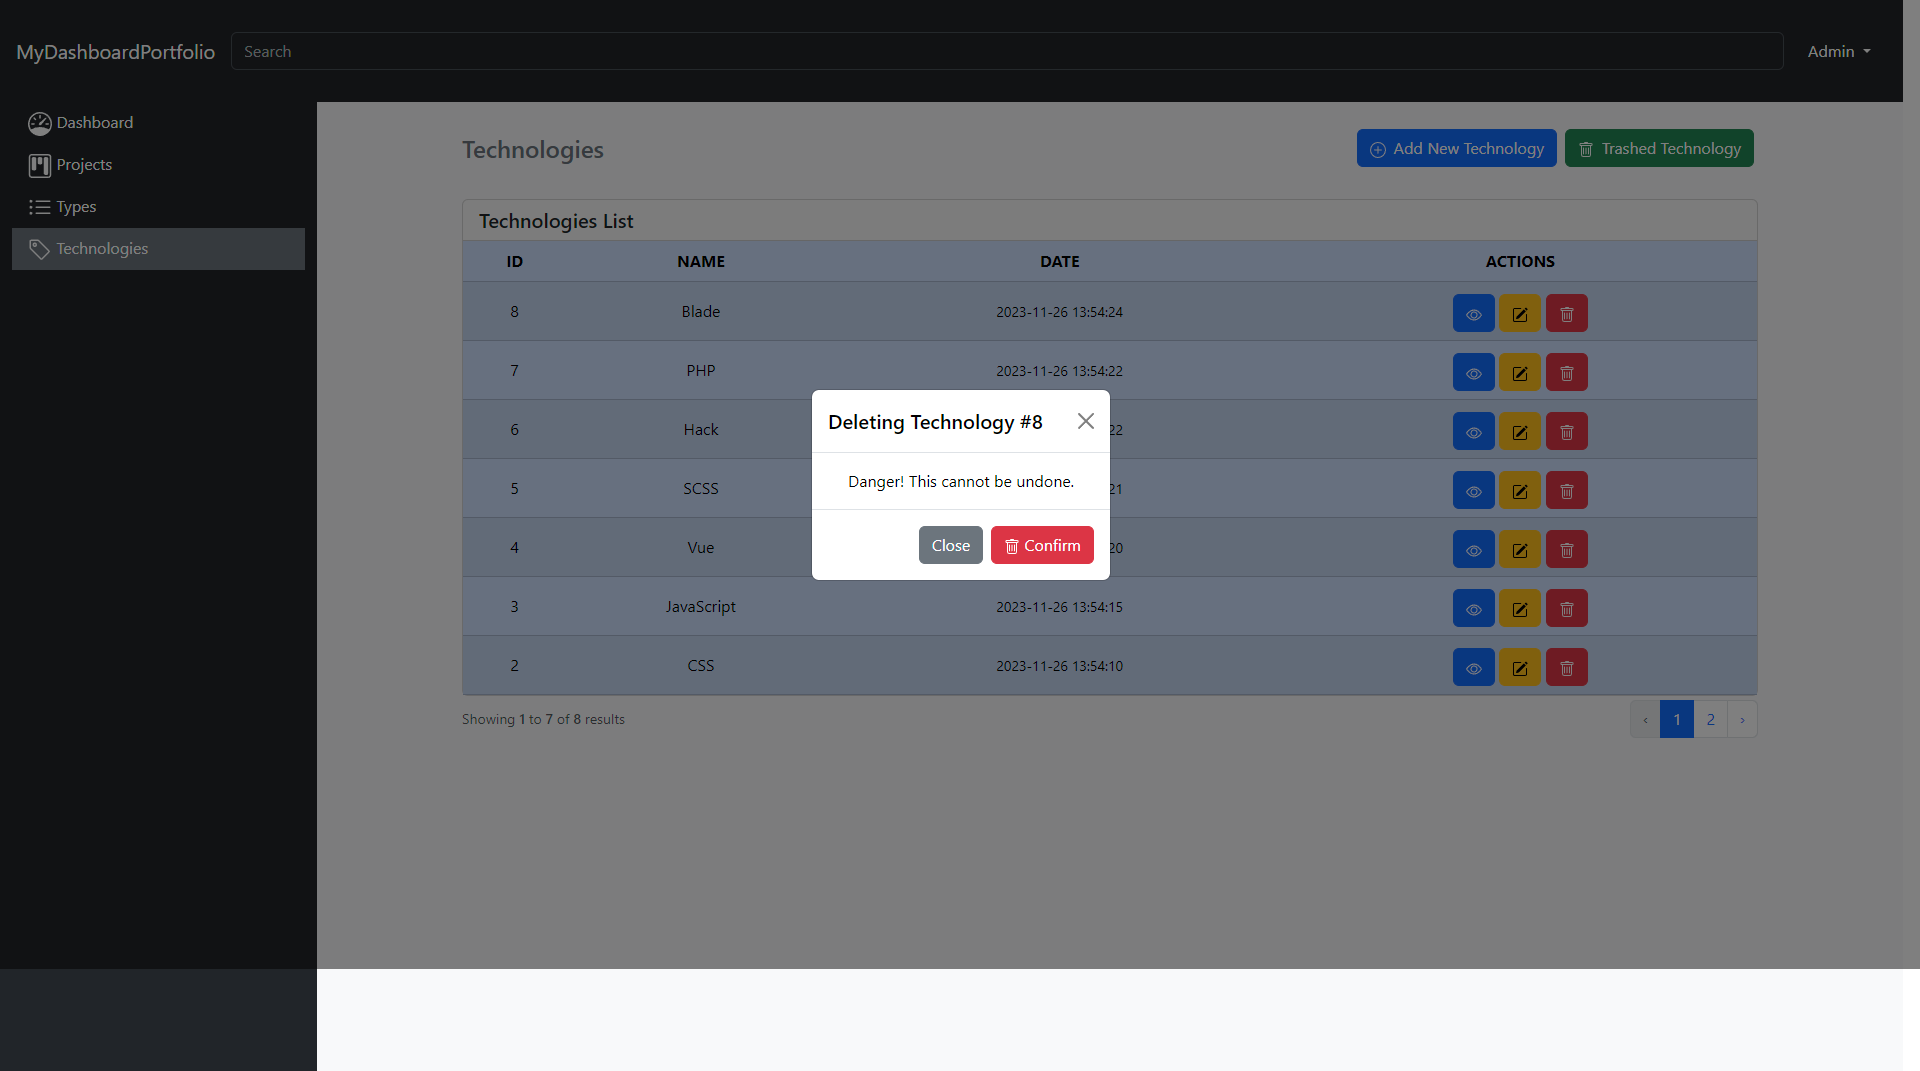 MyDashboardPortfolio
Search
Admin
Dashboard
Projects
Types
Technologies
Technologies
Add New Technology
Trashed Technology
Technologies List
ID NAME DATE ACTIONS
8 Blade 2023-11-26 13:54:24
7 PHP 2023-11-26 13:54:22
6 Hack 22
5 SCSS 21
4 Vue 20
3 JavaScript 2023-11-26 13:54:15
2 CSS 2023-11-26 13:54:10
Showing 1 to 7 of 8 results
‹ 1 2 ›
Deleting Technology #8
Danger! This cannot be undone.
Close
Confirm